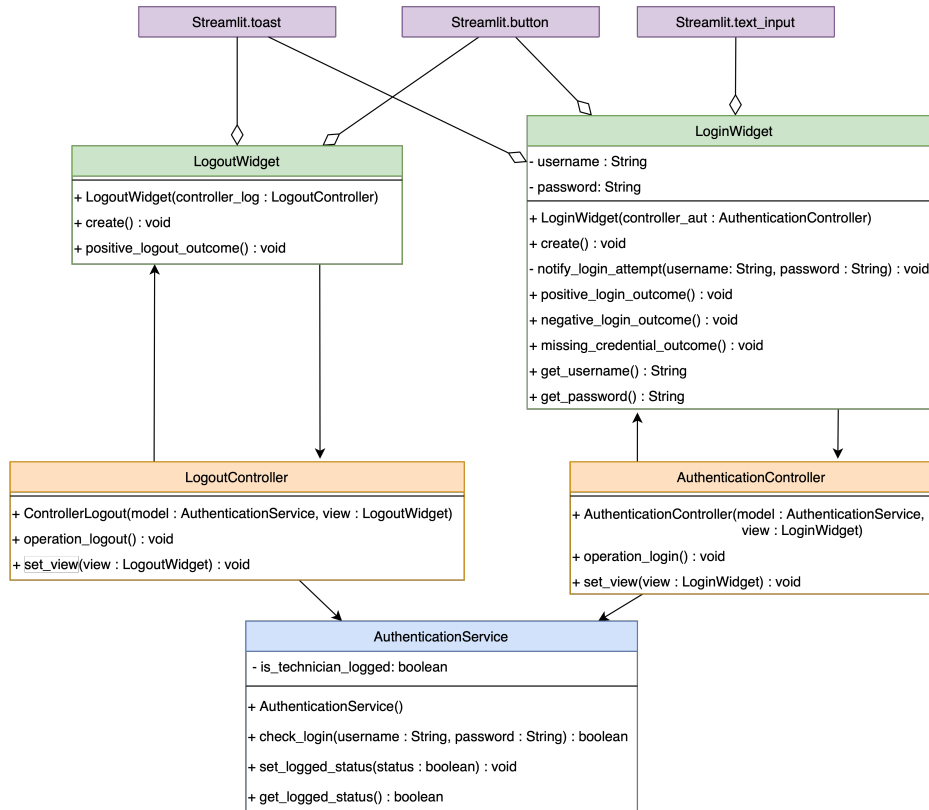 Streamlit.toast
Streamlit.button
Streamlit.text_input
LogoutWidget
+ LogoutWidget(controller_log : LogoutController)
+ create() : void
+ positive_logout_outcome() : void
LoginWidget
- username : String
- password: String
+ LoginWidget(controller_aut : AuthenticationController)
+ create() : void
- notify_login_attempt(username: String, password : String) : void
+ positive_login_outcome() : void
+ negative_login_outcome() : void
+ missing_credential_outcome() : void
+ get_username() : String
+ get_password() : String
LogoutController
+ ControllerLogout(model : AuthenticationService, view : LogoutWidget)
+ operation_logout() : void
+ set_view(view : LogoutWidget) : void
AuthenticationController
+ AuthenticationController(model : AuthenticationService,
view : LoginWidget)
+ operation_login() : void
+ set_view(view : LoginWidget) : void
AuthenticationService
- is_technician_logged: boolean
+ AuthenticationService()
+ check_login(username : String, password : String) : boolean
+ set_logged_status(status : boolean) : void
+ get_logged_status() : boolean